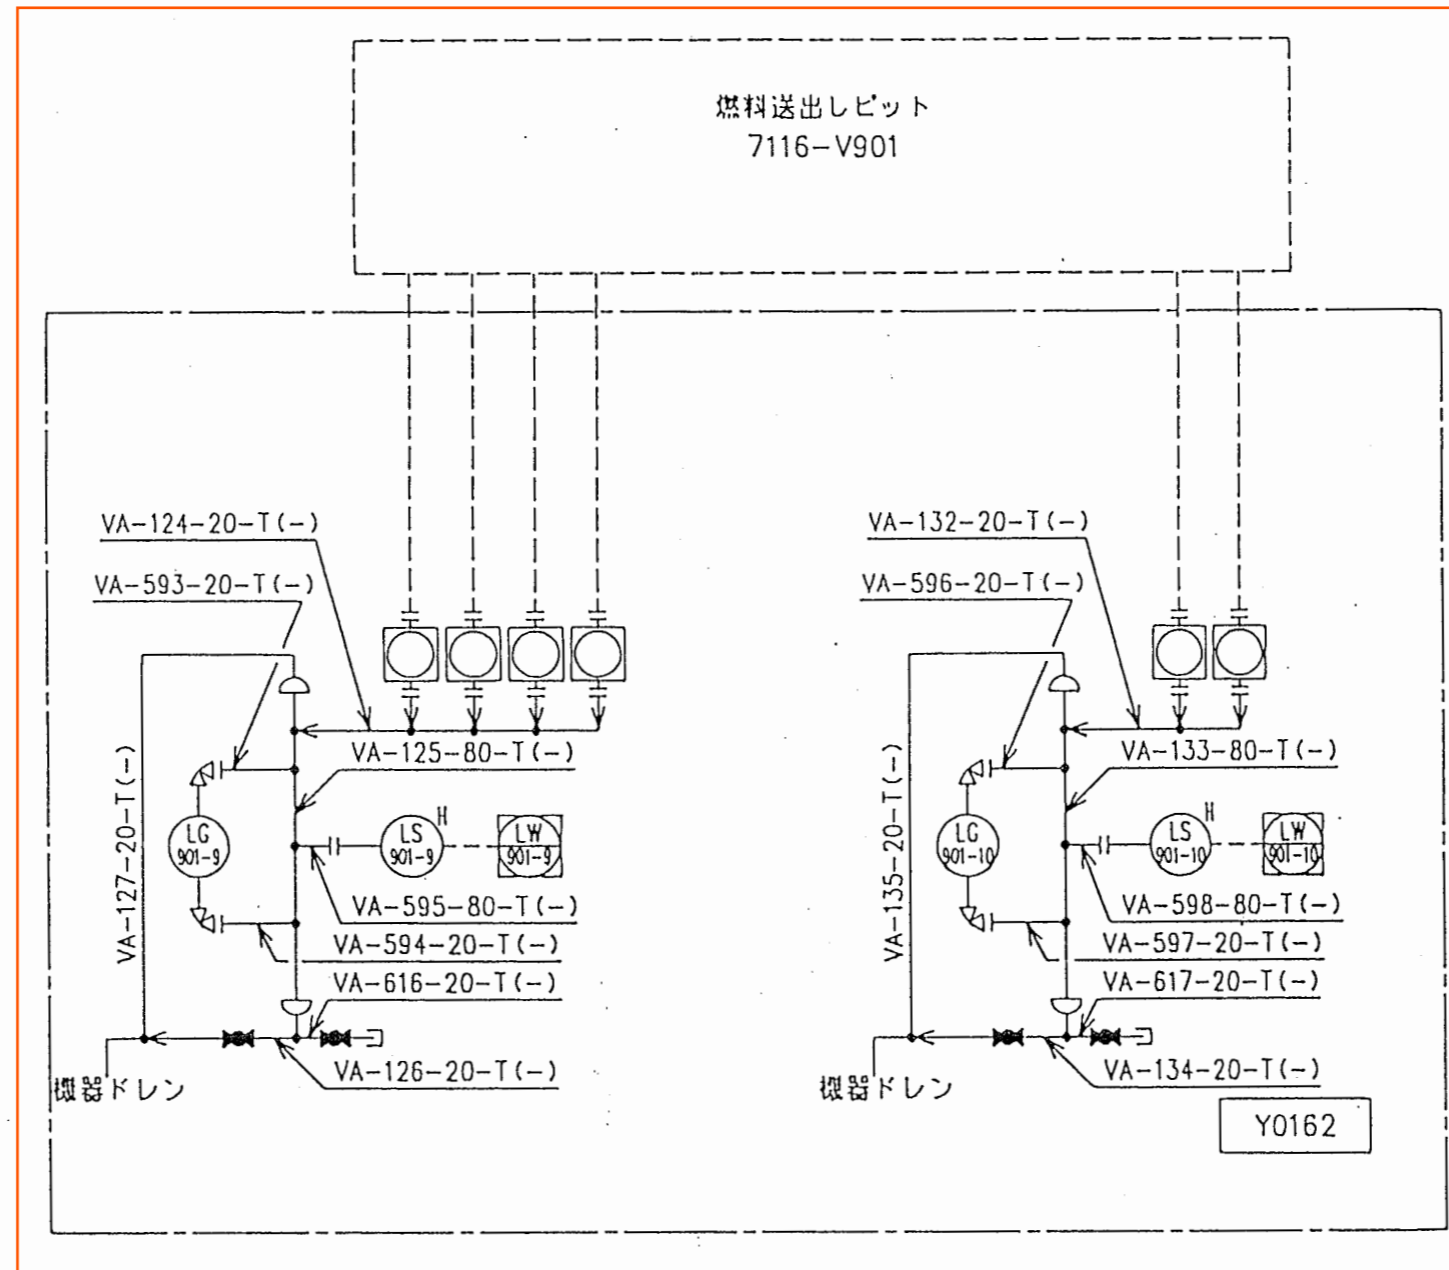 燃料送出しピット
7116-V901
VA-124-20-T(-)
VA-593-20-T(-)
VA-127-20-T(-)
VA-125-80-T(-)
LG
901-9
LS
901-9
H
LW
901-9
VA-595-80-T(-)
VA-594-20-T(-)
VA-616-20-T(-)
VA-126-20-T(-)
機器ドレン
VA-132-20-T(-)
VA-596-20-T(-)
VA-135-20-T(-)
VA-133-80-T(-)
LG
901-10
LS
901-10
H
LW
901-10
VA-598-80-T(-)
VA-597-20-T(-)
VA-617-20-T(-)
VA-134-20-T(-)
機器ドレン
Y0162